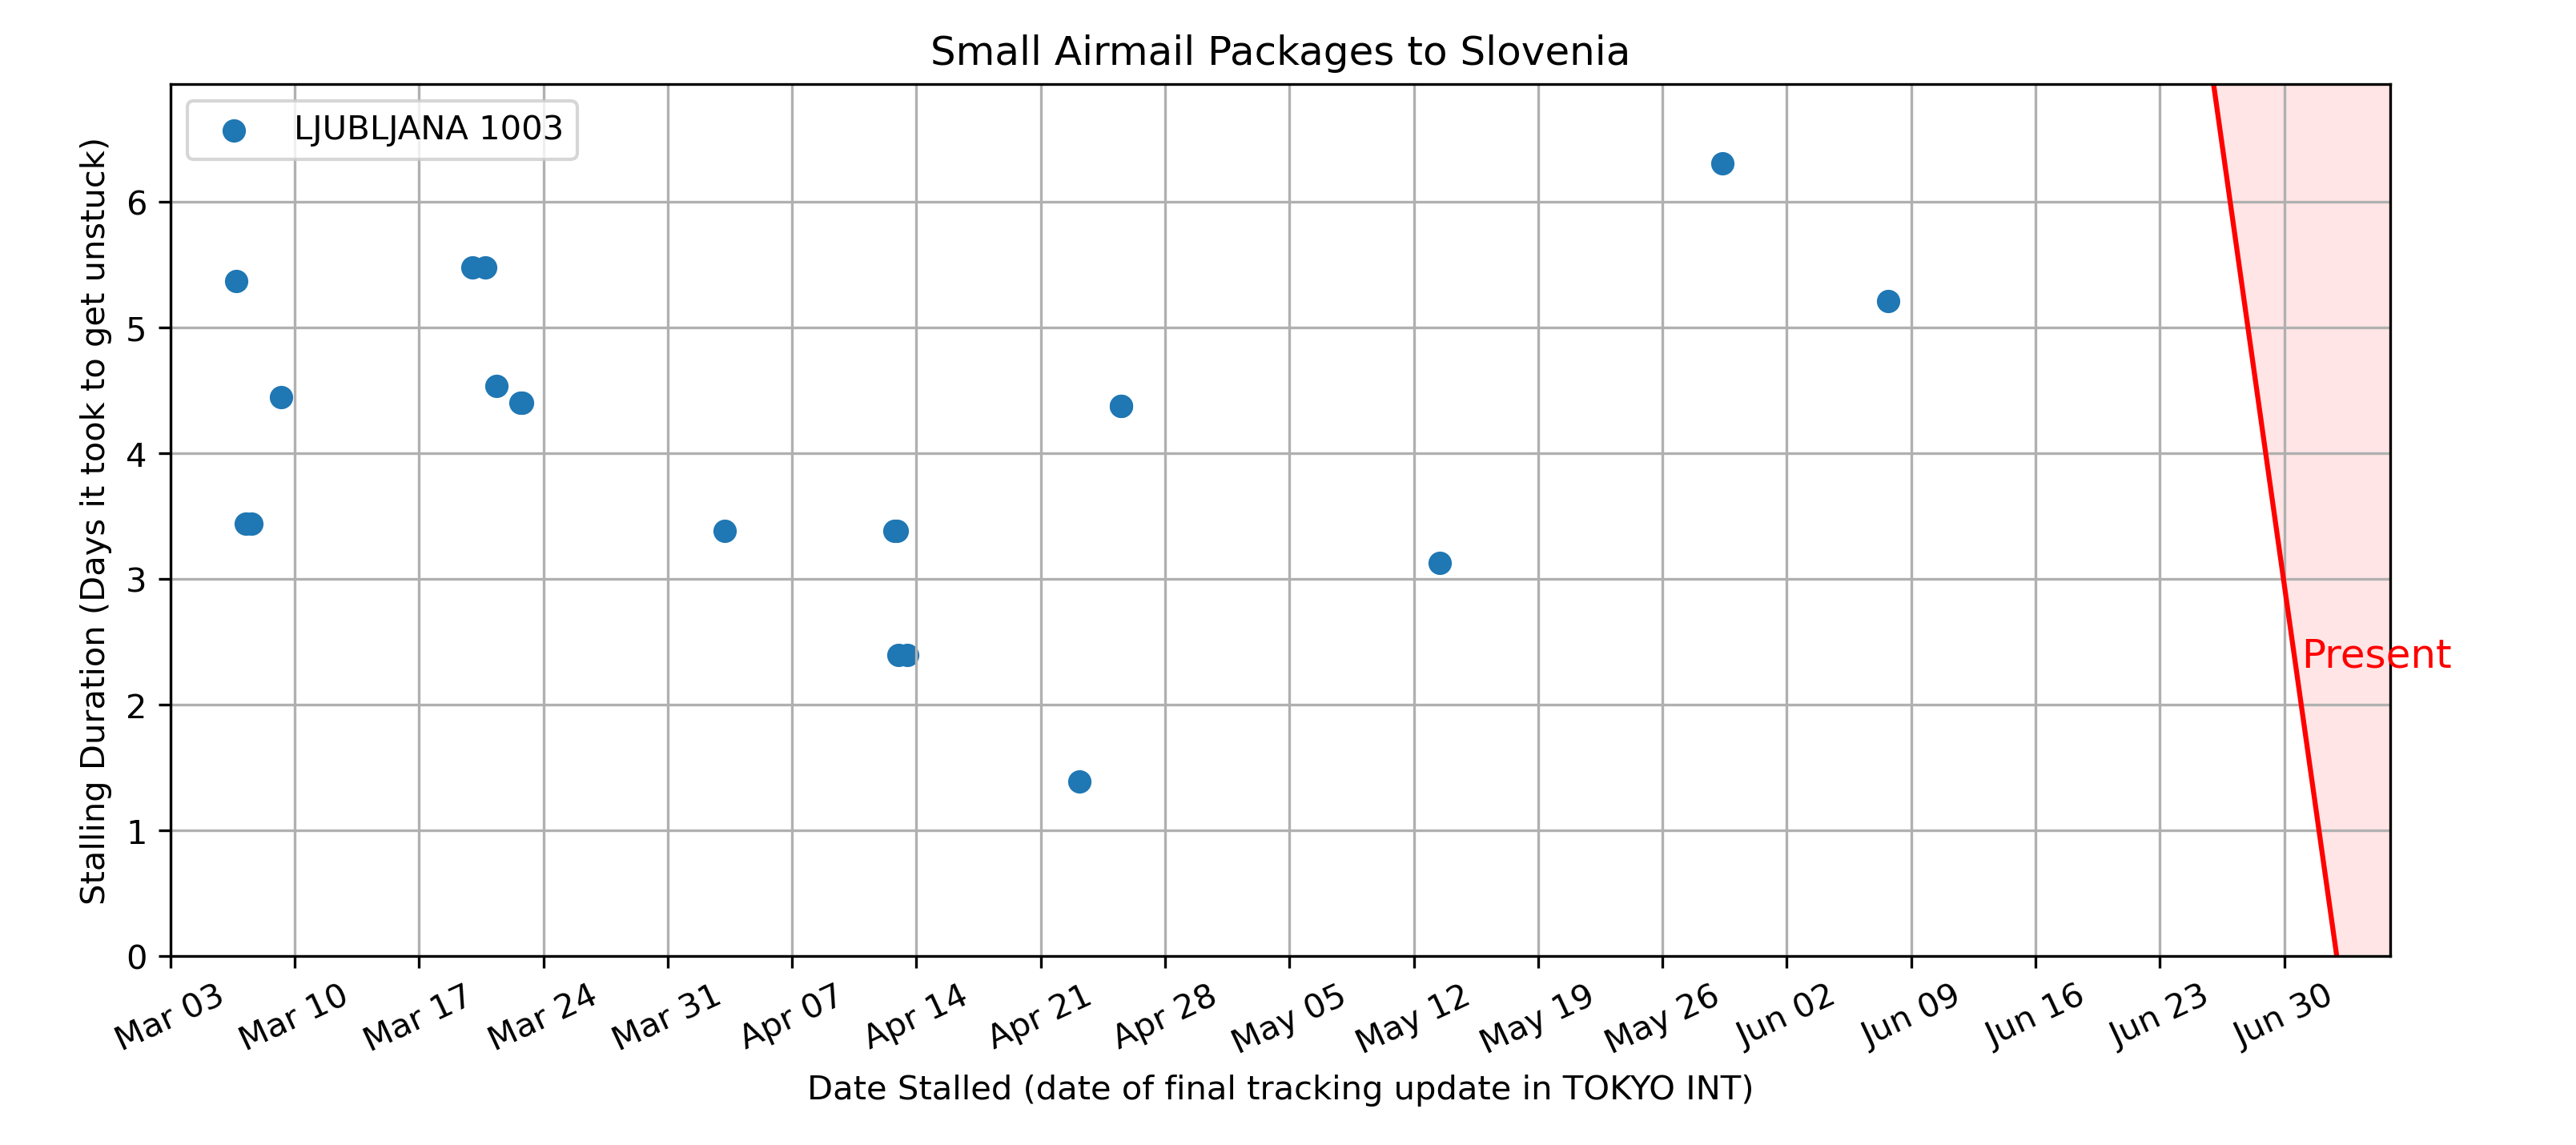 Small Airmail Packages to Slovenia
LJUBLJANA 1003
Stalling Duration (Days it took to get unstuck)
6
5
4
3
2
1
0
Present
Mar 03
Mar 10
Mar 17
Mar 24
Mar 31
Apr 07
Apr 14
Apr 21
Apr 28
May 05
May 12
May 19
May 26
Jun 02
Jun 09
Jun 16
Jun 23
Jun 30
Date Stalled (date of final tracking update in TOKYO INT)